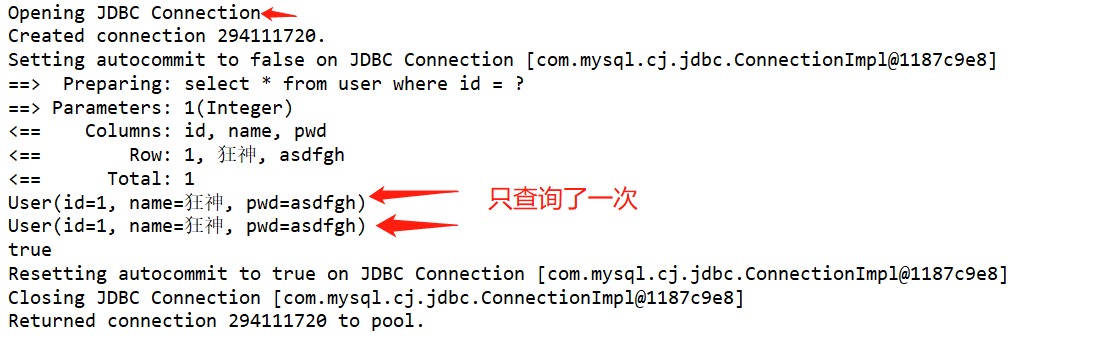 Opening JDBC Connection
Created connection 294111720.
Setting autocommit to false on JDBC Connection [com.mysql.cj.jdbc.ConnectionImpl@1187c9e8]
==>  Preparing: select * from user where id = ?
==> Parameters: 1(Integer)
<==    Columns: id, name, pwd
<==        Row: 1, 狂神, asdfgh
<==      Total: 1
User(id=1, name=狂神, pwd=asdfgh)
只查询了一次
User(id=1, name=狂神, pwd=asdfgh)
true
Resetting autocommit to true on JDBC Connection [com.mysql.cj.jdbc.ConnectionImpl@1187c9e8]
Closing JDBC Connection [com.mysql.cj.jdbc.ConnectionImpl@1187c9e8]
Returned connection 294111720 to pool.